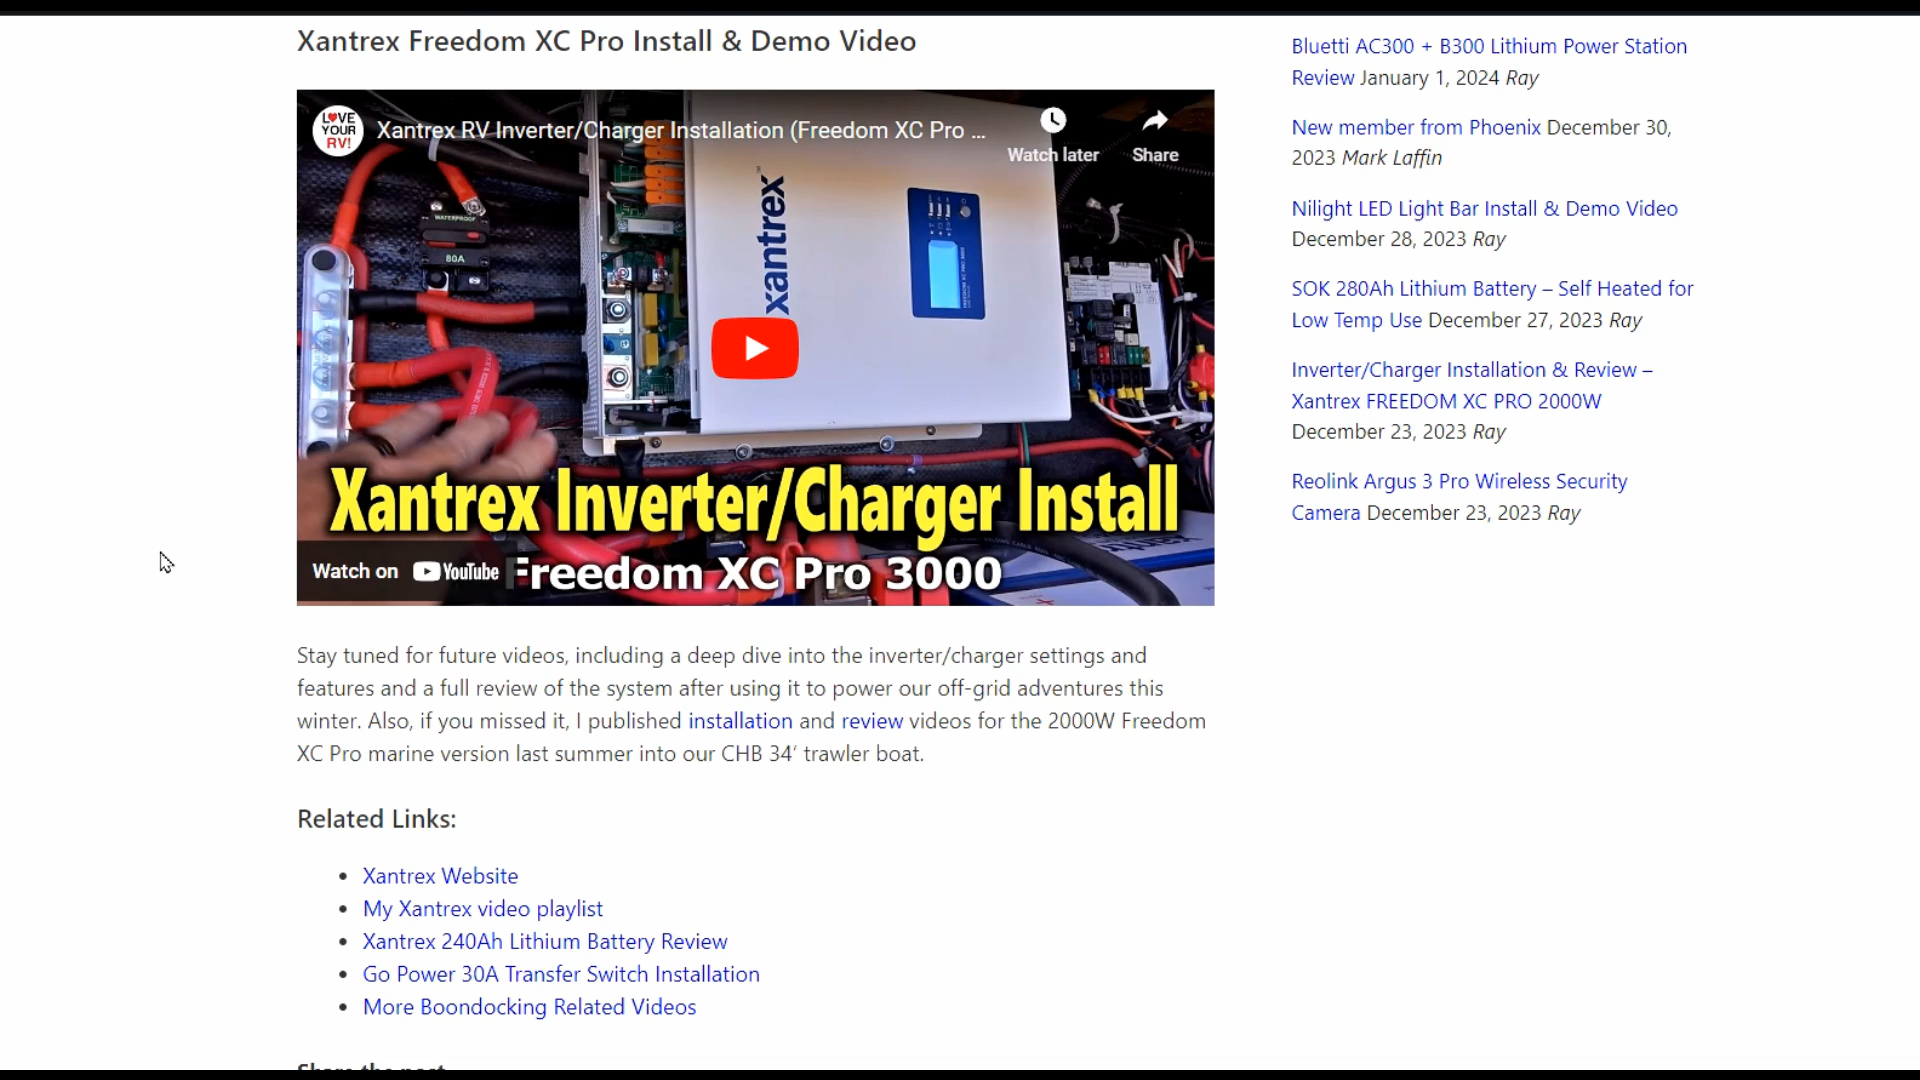 Xantrex Freedom XC Pro Install & Demo Video
LOVE
YOUR
RV!
Xantrex RV Inverter/Charger Installation (Freedom XC Pro ...
Watch later
Share
WATERPROOF
80A
xantrex
Xantrex Inverter/Charger Install
Watch on YouTube
Freedom XC Pro 3000
Stay tuned for future videos, including a deep dive into the inverter/charger settings and
features and a full review of the system after using it to power our off-grid adventures this
winter. Also, if you missed it, I published installation and review videos for the 2000W Freedom
XC Pro marine version last summer into our CHB 34′ trawler boat.
Related Links:
• Xantrex Website
• My Xantrex video playlist
• Xantrex 240Ah Lithium Battery Review
• Go Power 30A Transfer Switch Installation
• More Boondocking Related Videos
Share the post
Bluetti AC300 + B300 Lithium Power Station
Review January 1, 2024 Ray
New member from Phoenix December 30,
2023 Mark Laffin
Nilight LED Light Bar Install & Demo Video
December 28, 2023 Ray
SOK 280Ah Lithium Battery – Self Heated for
Low Temp Use December 27, 2023 Ray
Inverter/Charger Installation & Review –
Xantrex FREEDOM XC PRO 2000W
December 23, 2023 Ray
Reolink Argus 3 Pro Wireless Security
Camera December 23, 2023 Ray